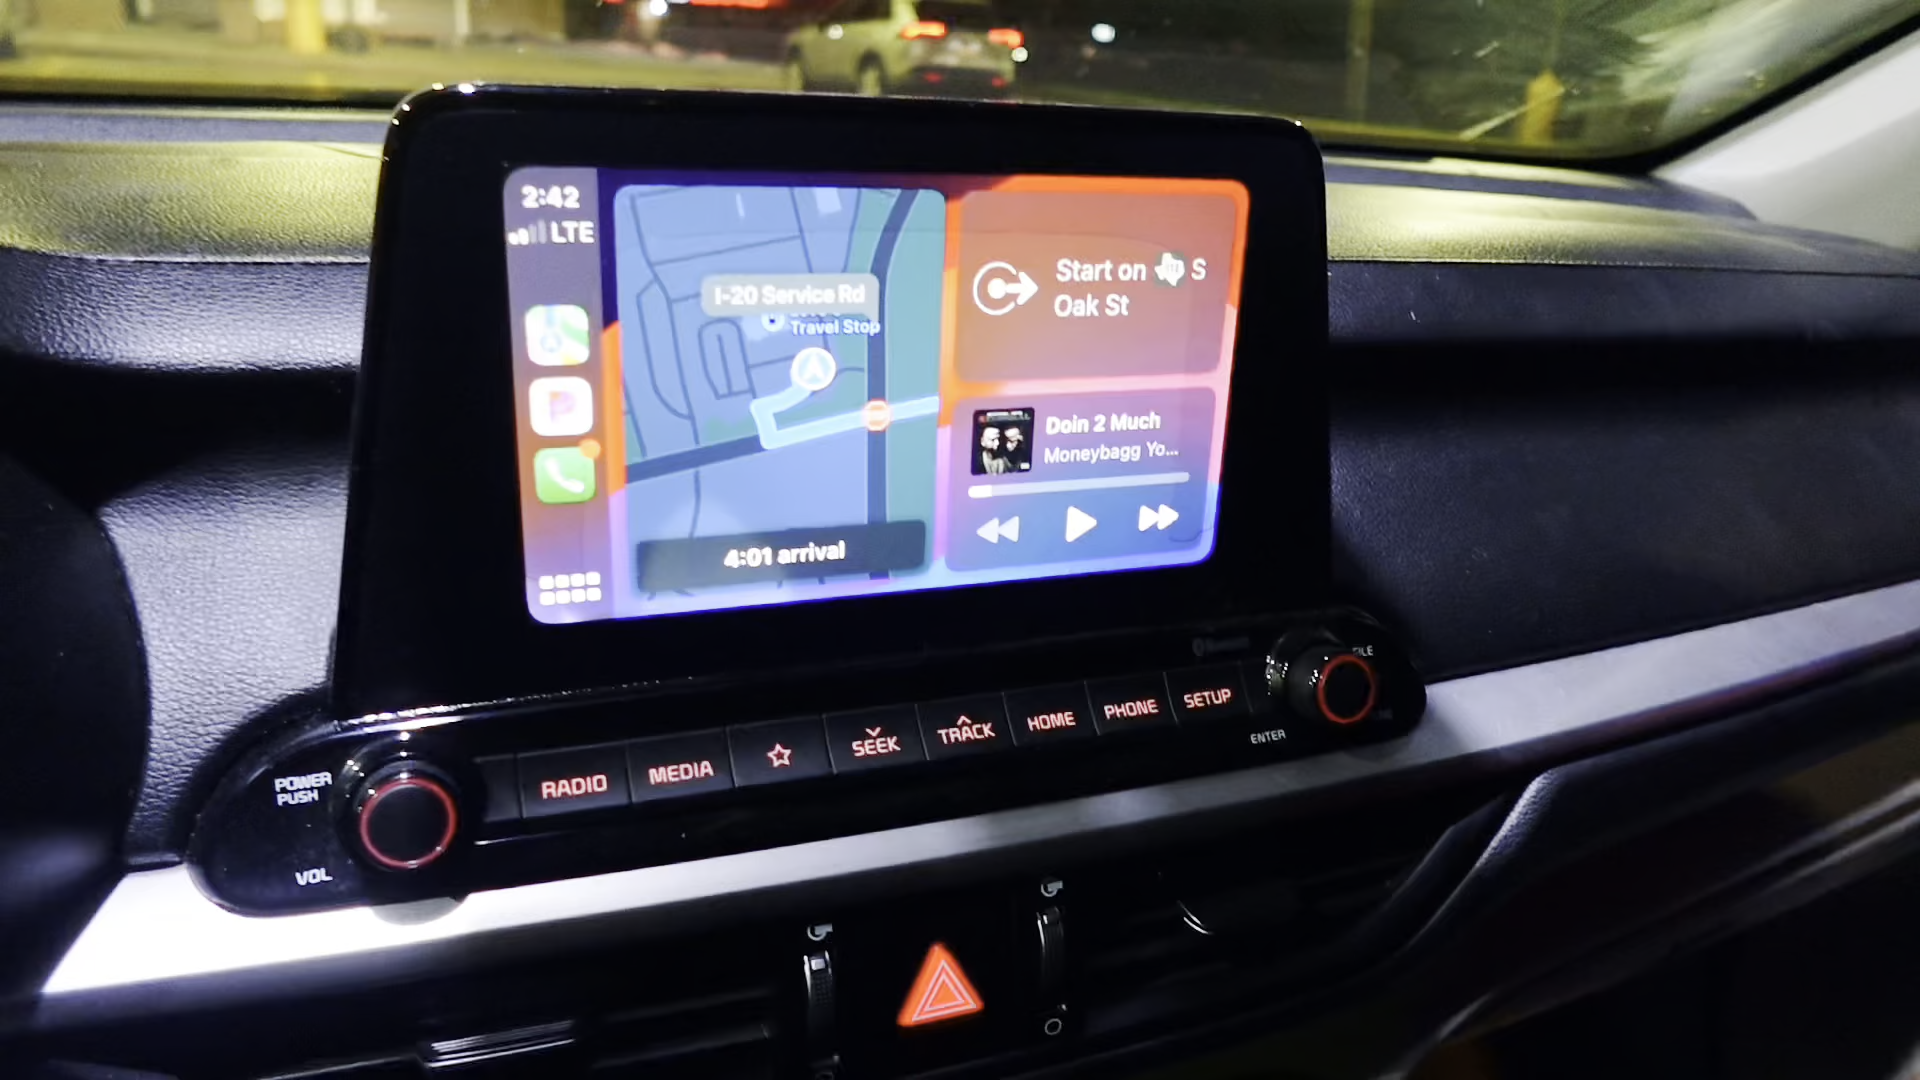 2:42
LTE
I-20 Service Rd
Travel Stop
4:01 arrival
Start on S
Oak St
Doin 2 Much
Moneybagg Yo...
POWER
PUSH
VOL
RADIO
MEDIA
SEEK
TRACK
HOME
PHONE
SETUP
ENTER